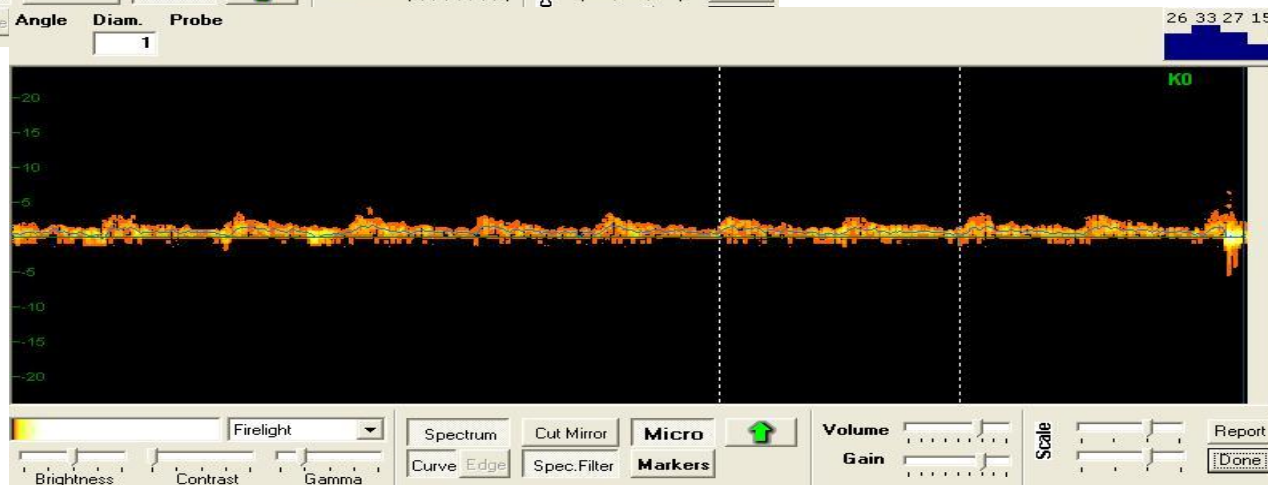 Angle Diam. Probe
1
26 33 27 15
K0
-20
-15
-10
-5
-5
-10
-15
-20
Firelight
Spectrum Cut Mirror Micro
Curve Edge Spec.Filter Markers
Brightness Contrast Gamma
Volume
Gain
Scale
Report
Done